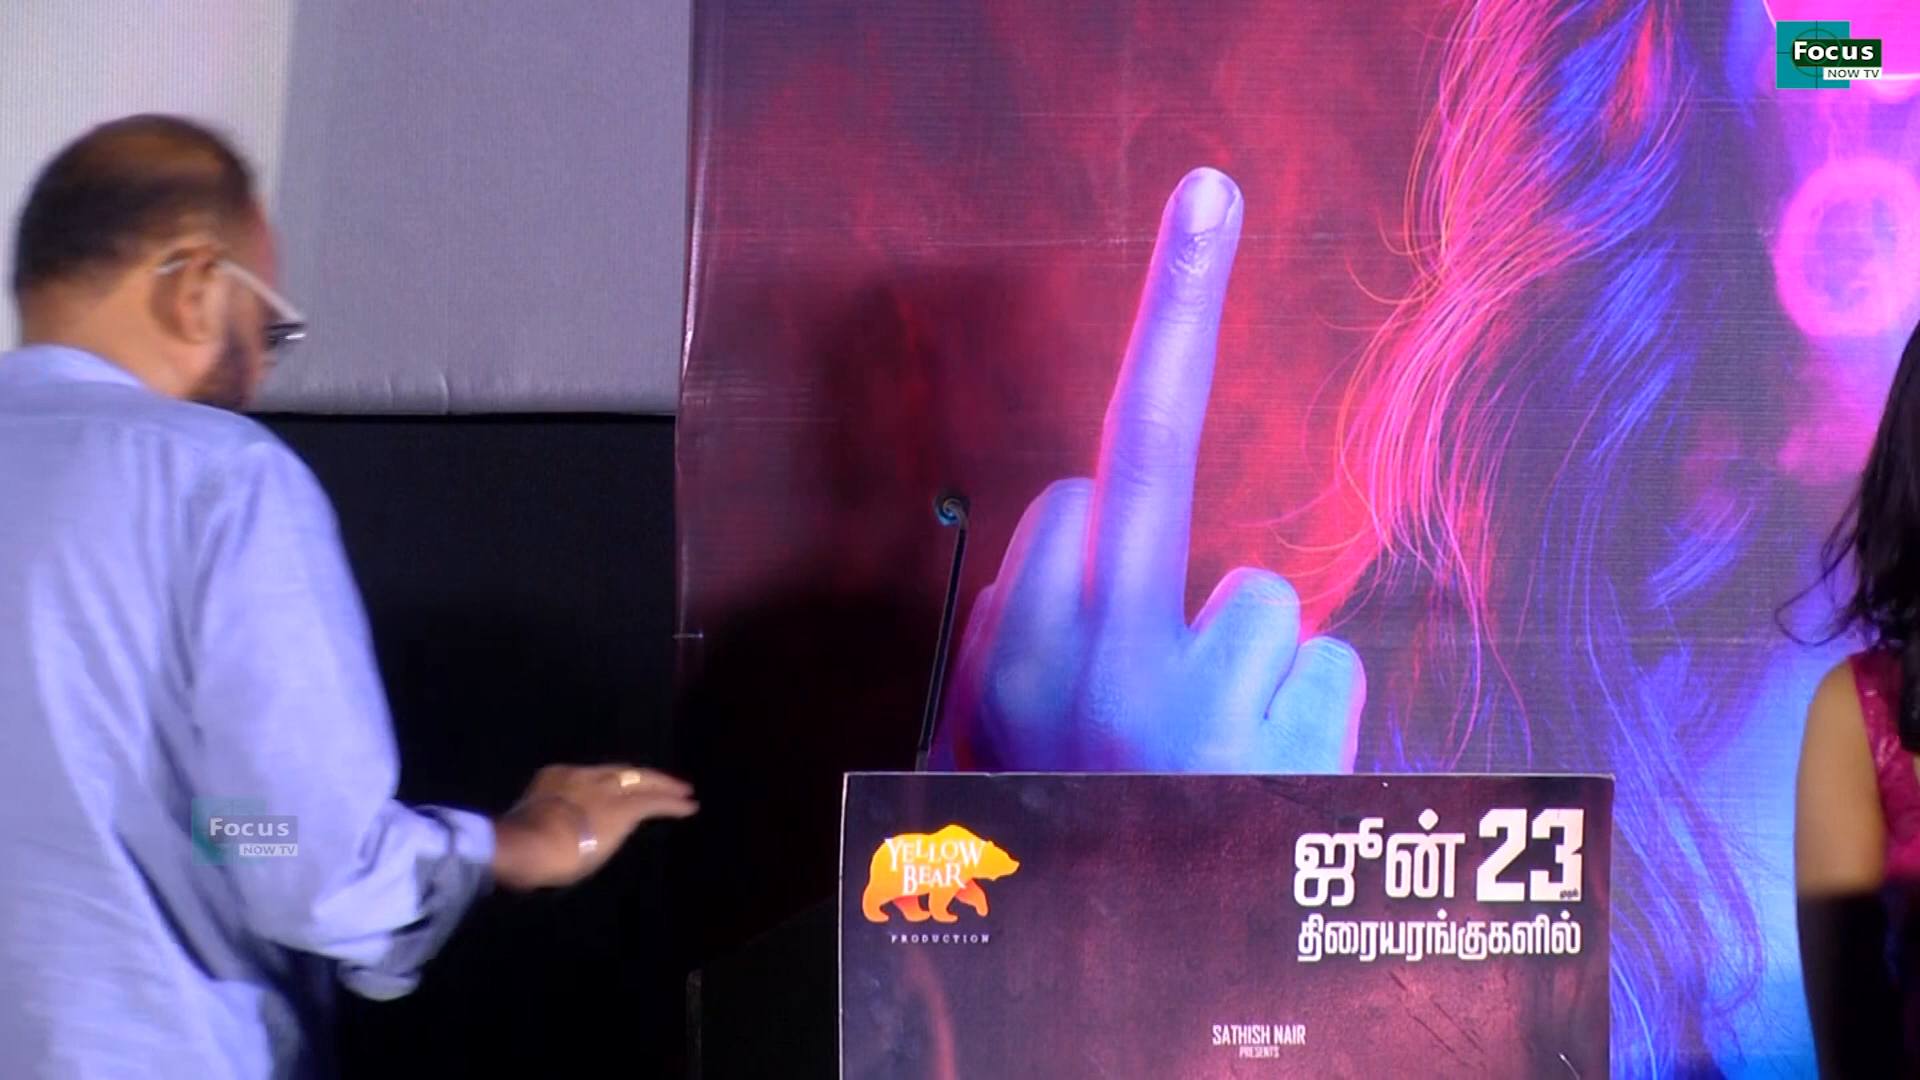 Focus
NOW TV
YELLOW
BEAR
PRODUCTION
ஜூன் 23
திரையரங்குகளில்
SATHISH NAIR
PRESENTS
Focus
NOW TV